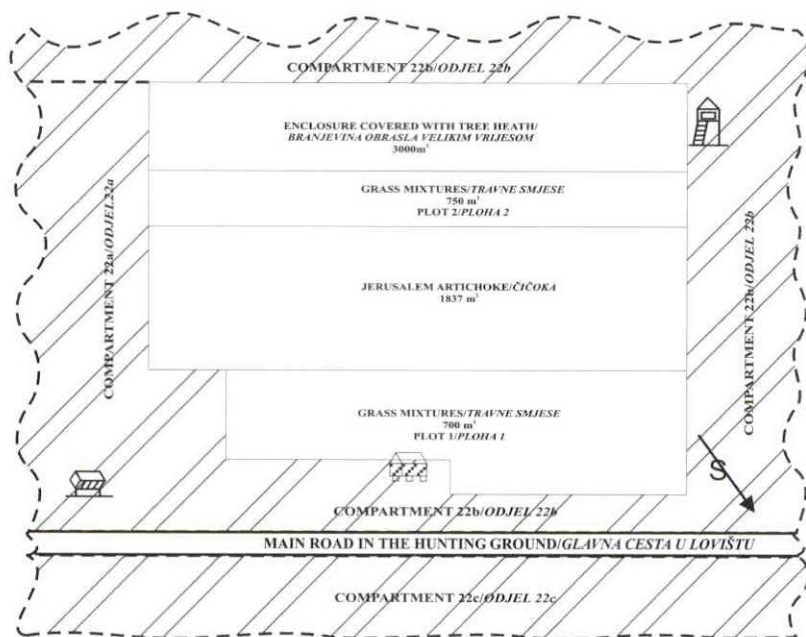 COMPARTMENT 22b/ODJEL 22b
ENCLOSURE COVERED WITH TREE HEATH/
BRANJEVINA OBRASLA VELIKIM VRIJESOM
3000m²
GRASS MIXTURES/TRAVNE SMJESE
750 m²
PLOT 2/PLOHA 2
COMPARTMENT 22a/ODJEL22a
JERUSALEM ARTICHOKE/ČIČOKA
1837 m²
COMPARTMENT 22b/ODJEL 22b
GRASS MIXTURES/TRAVNE SMJESE
700 m²
PLOT 1/PLOHA 1
S
COMPARTMENT 22b/ODJEL 22b
MAIN ROAD IN THE HUNTING GROUND/GLAVNA CESTA U LOVIŠTU
COMPARTMENT 22c/ODJEL 22c